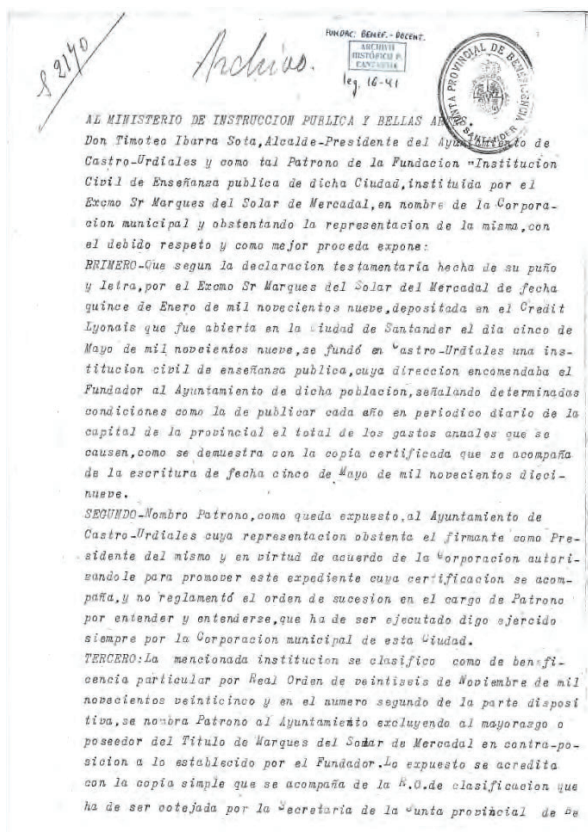 S 2140
Archivo.
FUNDAC. BENEF.-DOCENT.
ARCHIVO
HISTÓRICO P.
CANTABRIA
leg. 16-41
JUNTA PROVINCIAL DE BENEFICENCIA
SANTANDER
AL MINISTERIO DE INSTRUCCION PUBLICA Y BELLAS ARTES.
Don Timoteo Ibarra Sota,Alcalde-Presidente del Ayuntamiento de
Castro-Urdiales y como tal Patrono de la Fundacion "Institucion
Civil de Enseñansa publica de dicha Ciudad,instituida por el
Excmo Sr Marques del Solar de Mercadal,en nombre de la Corpora-
cion municipal y obstentando la representacion de la misma,con
el debido respeto y como mejor proceda expone:
RRIMERO-Que segun la declaracion testamentaría hecha de su puño
y letra,por el Excmo Sr Marques del Solar del Mercadal de fecha
quince de Enero de mil novecientos nueve,depositada en el Credit
Lyonais que fue abierta en la Ciudad de Santander el dia cinco de
Mayo de mil novecientos nueve,se fundó en Castro-Urdiales una ins-
titucion civil de enseñansa publica,cuya direccion encomendaba el
Fundador al Ayuntamiento de dicha poblacion,señalando determinadas
condiciones como la de publicar cada año en periodico diario de la
capital de la provincial el total de los gastos anuales que se
causen,como se demuestra con la copia certificada que se acompaña
de la escritura de fecha cinco de Mayo de mil novecientos dieci-
nueve.
SEGUNDO-Nombro Patrono,como queda expuesto,al Ayuntamiento de
Castro-Urdiales cuya representacion obstenta el firmante como Pre-
sidente del mismo y en virtud de acuerdo de la Corporacion autori-
sandole para promover este expediente cuya certificacion se acom-
paña,y no reglamentó el orden de sucesion en el cargo de Patrono
por entender y entenderse,que ha de ser ejecutado digo ejercido
siempre por la Corporacion municipal de esta Ciudad.
TERCERO:La mencionada institucion se clasifico como de benefi-
cencia particular por Real Orden de veintiseis de Noviembre de mil
novecientos veinticinco y en el numero segundo de la parte disposi
tiva,se nombra Patrono al Ayuntamiento excluyendo al mayorasgo o
poseedor del Titulo de Marques del Solar de Mercadal en contra-po-
sicion a lo establecido por el Fundador.Lo expuesto se acredita
con la copia simple que se acompaña de la R.O.de clasificacion que
ha de ser cotejada por la Secretaria de la Junta provincial de Be